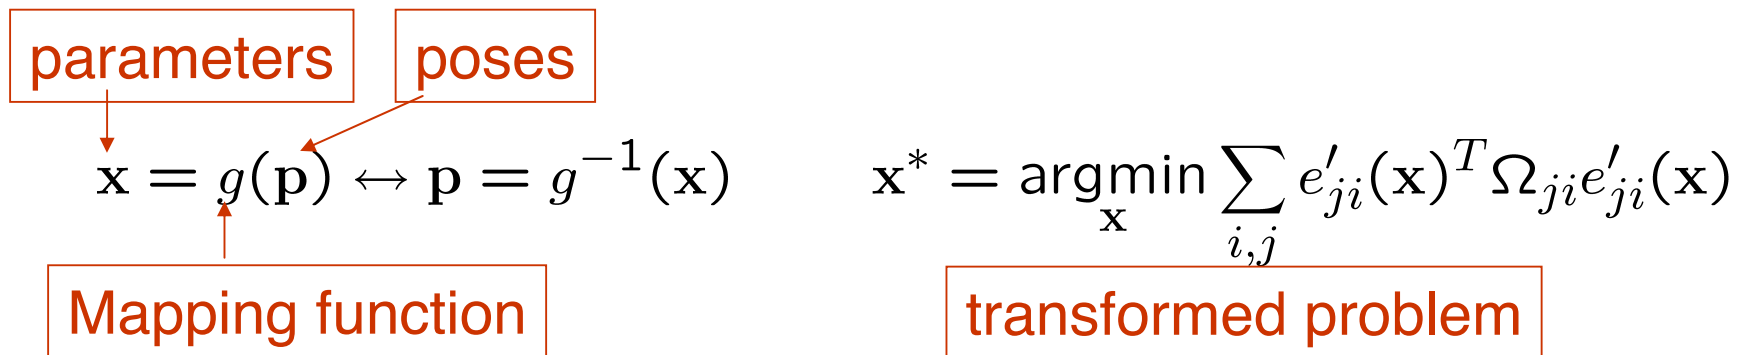 parameters poses
x = g(p) ↔ p = g⁻¹(x) x* = argmin_x ∑_{i,j} e′_{ji}(x)ᵀ Ω_{ji} e′_{ji}(x)
Mapping function transformed problem